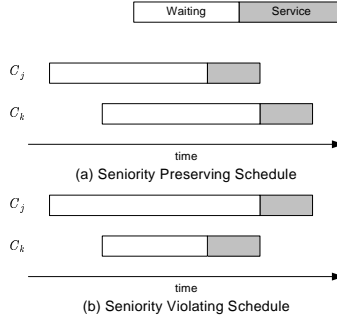 Waiting Service
C_j
C_k
time
(a) Seniority Preserving Schedule
C_j
C_k
time
(b) Seniority Violating Schedule